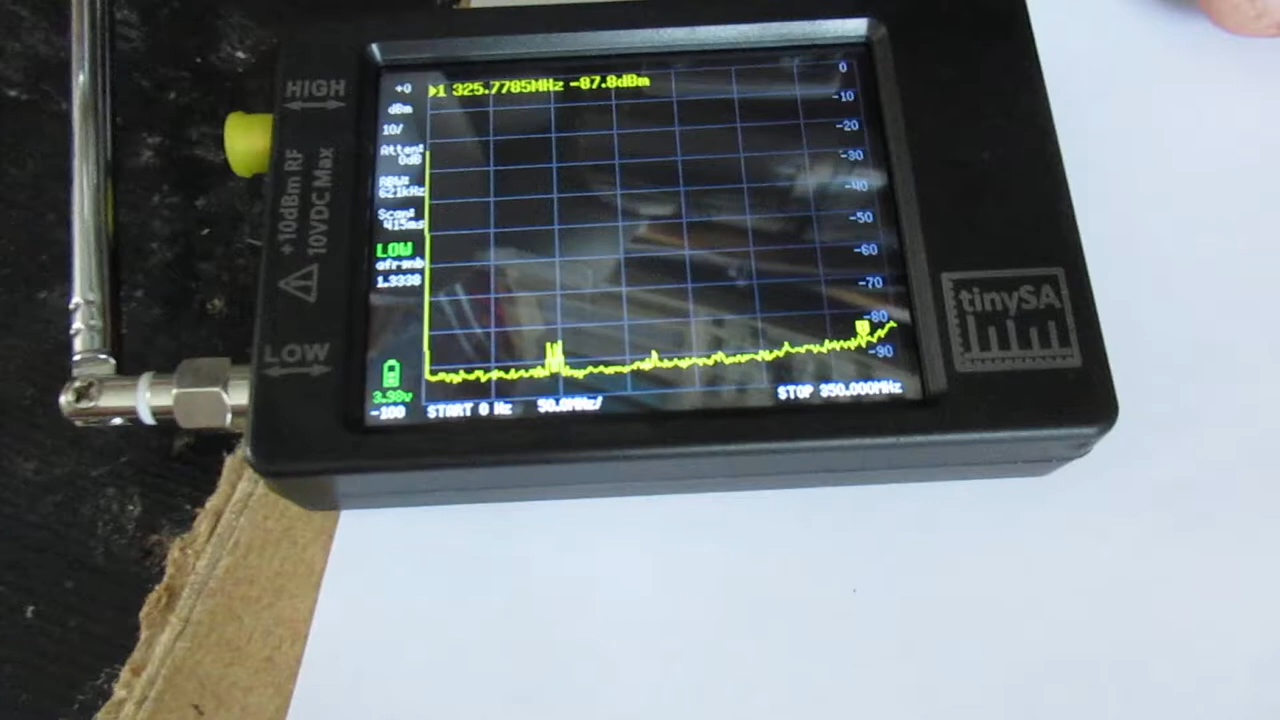 HIGH
+10dBm RF
10VDC Max
LOW
+0
dBm
10/
Atten:
0dB
RBW:
621kHz
Scan:
415ms
LOW
afrsnb
1.3338
3.98v
-100
1 325.7785MHz -87.8dBm
0
-10
-20
-30
-40
-50
-60
-70
-80
-90
1
START 0 Hz 50.0MHz/ STOP 350.000MHz
tinySA